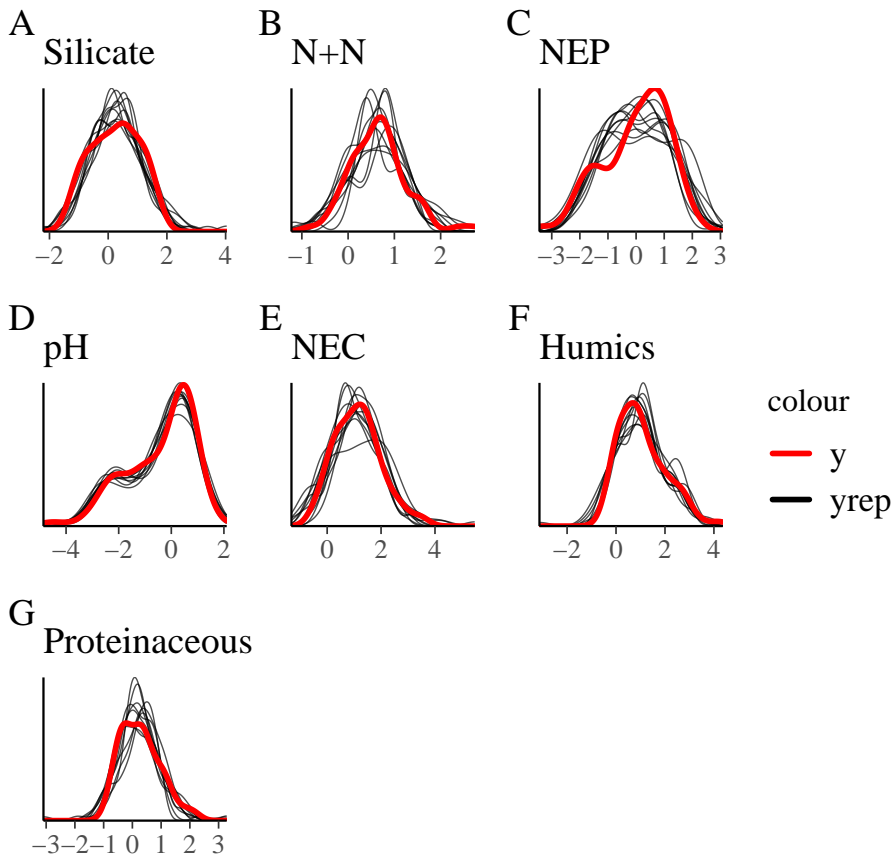 A
Silicate
−2 0 2 4
B
N+N
−1 0 1 2
C
NEP
−3 −2 −1 0 1 2 3
D
pH
−4 −2 0 2
E
NEC
0 2 4
F
Humics
−2 0 2 4
colour
y
yrep
G
Proteinaceous
−3 −2 −1 0 1 2 3